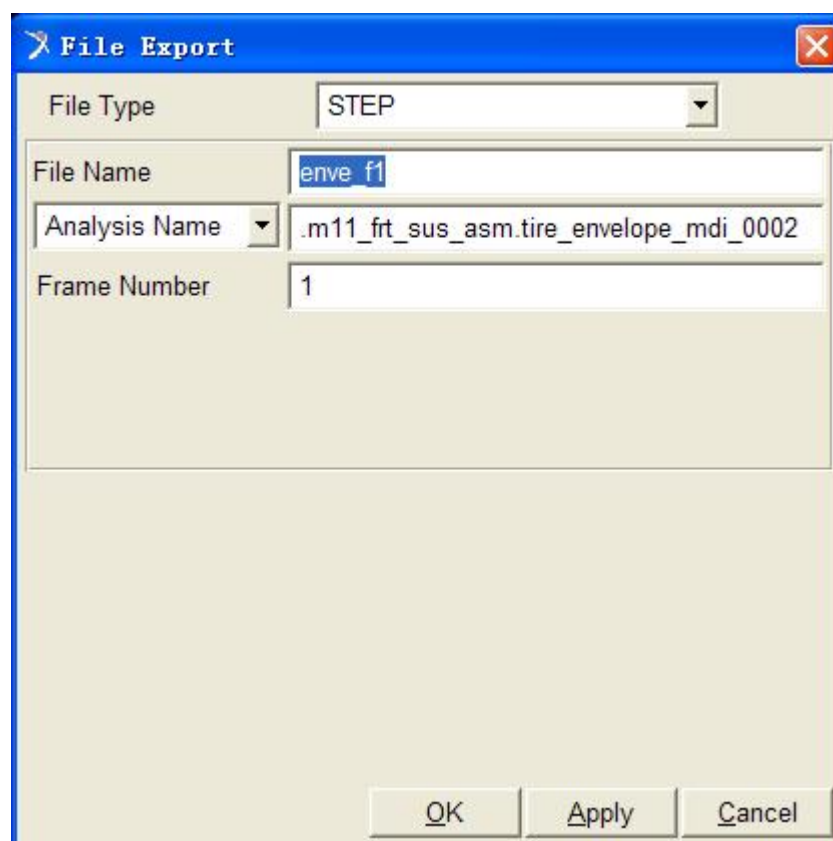 File Export
File Type STEP
File Name enve_f1
Analysis Name .m11_frt_sus_asm.tire_envelope_mdi_0002
Frame Number 1
OK Apply Cancel